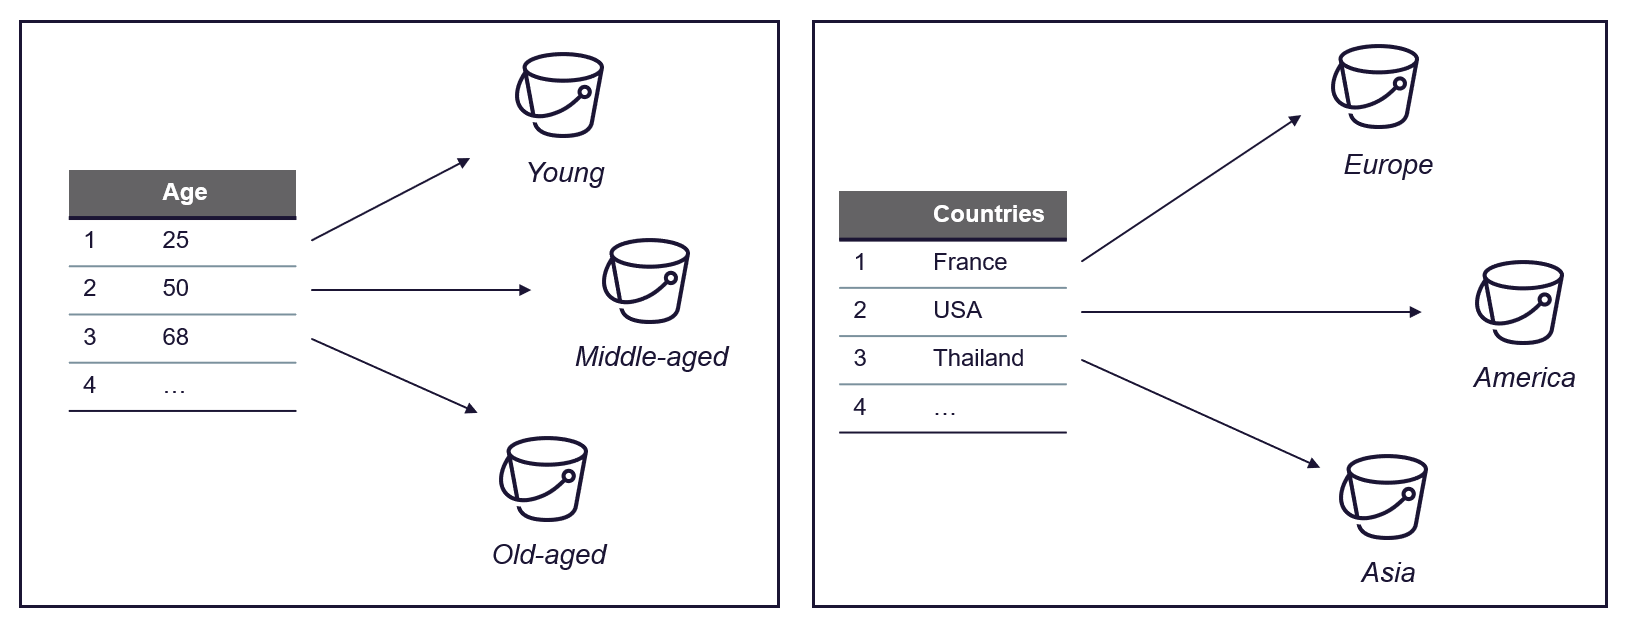 Age
1 25
2 50
3 68
4 …
Young
Middle-aged
Old-aged
Countries
1 France
2 USA
3 Thailand
4 …
Europe
America
Asia